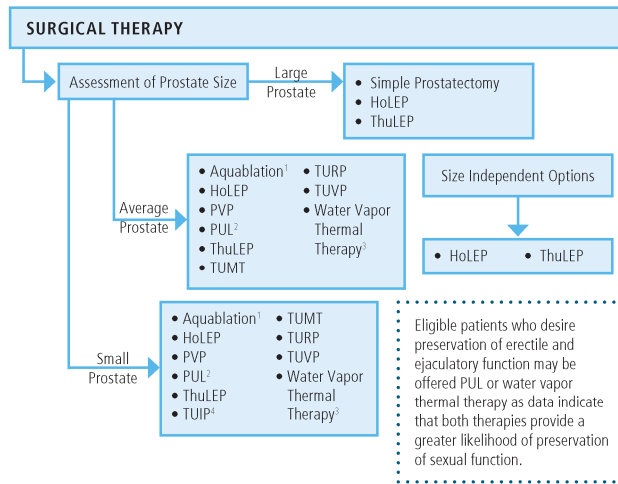 SURGICAL THERAPY
Assessment of Prostate Size
Large
Prostate
• Simple Prostatectomy
• HoLEP
• ThuLEP
Average
Prostate
• Aquablation¹
• HoLEP
• PVP
• PUL²
• ThuLEP
• TUMT
• TURP
• TUVP
• Water Vapor
Thermal
Therapy³
Size Independent Options
• HoLEP • ThuLEP
Small
Prostate
• Aquablation¹
• HoLEP
• PVP
• PUL²
• ThuLEP
• TUIP⁴
• TUMT
• TURP
• TUVP
• Water Vapor
Thermal
Therapy³
Eligible patients who desire
preservation of erectile and
ejaculatory function may be
offered PUL or water vapor
thermal therapy as data indicate
that both therapies provide a
greater likelihood of preservation
of sexual function.